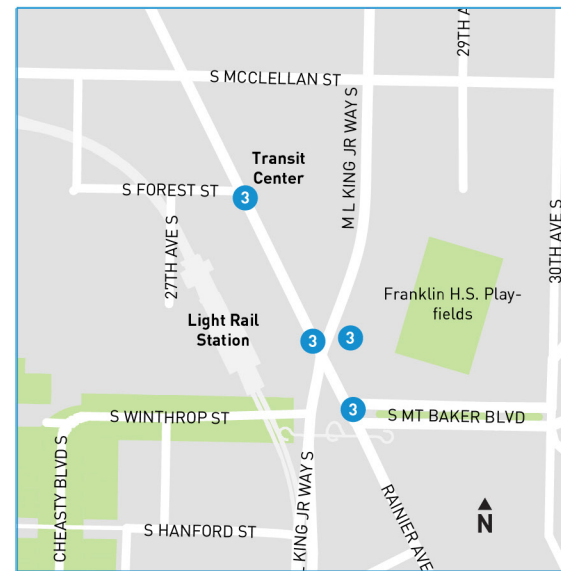 29TH A
S MCCLELLAN ST
M L KING JR WAY S
Transit
Center
S FOREST ST
3
27TH AVE S
30TH AVE S
Franklin H.S. Play-
fields
Light Rail
Station
3
3
3
S WINTHROP ST
S MT BAKER BLVD
CHEASTY BLVD S
L KING JR WAY S
RAINIER AVE
S HANFORD ST
N